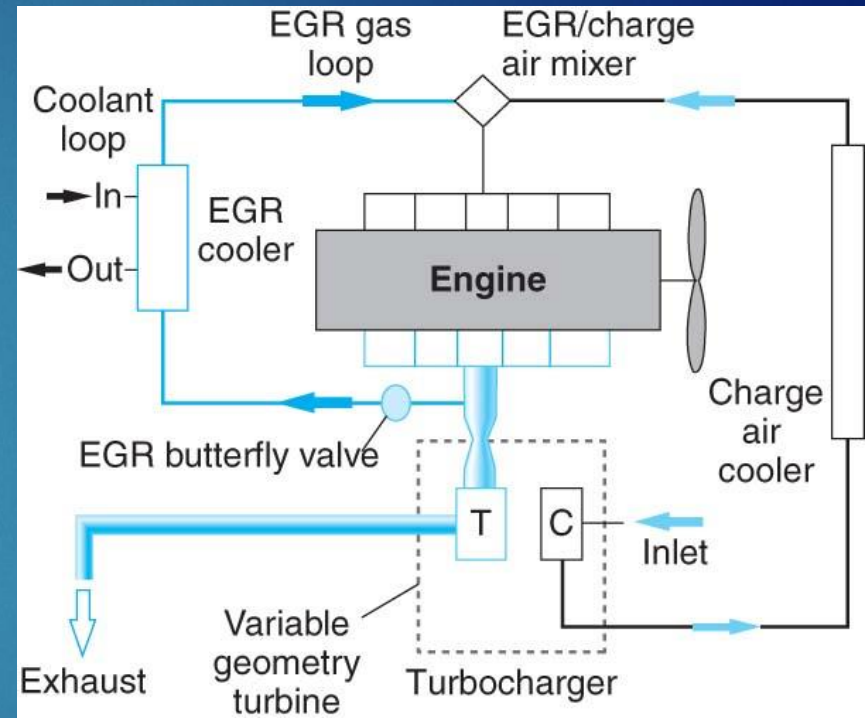 EGR gas
loop
EGR/charge
air mixer
Coolant
loop
In
Out
EGR
cooler
Engine
Charge
air
cooler
EGR butterfly valve
T
C
Inlet
Variable
geometry
turbine
Exhaust
Turbocharger